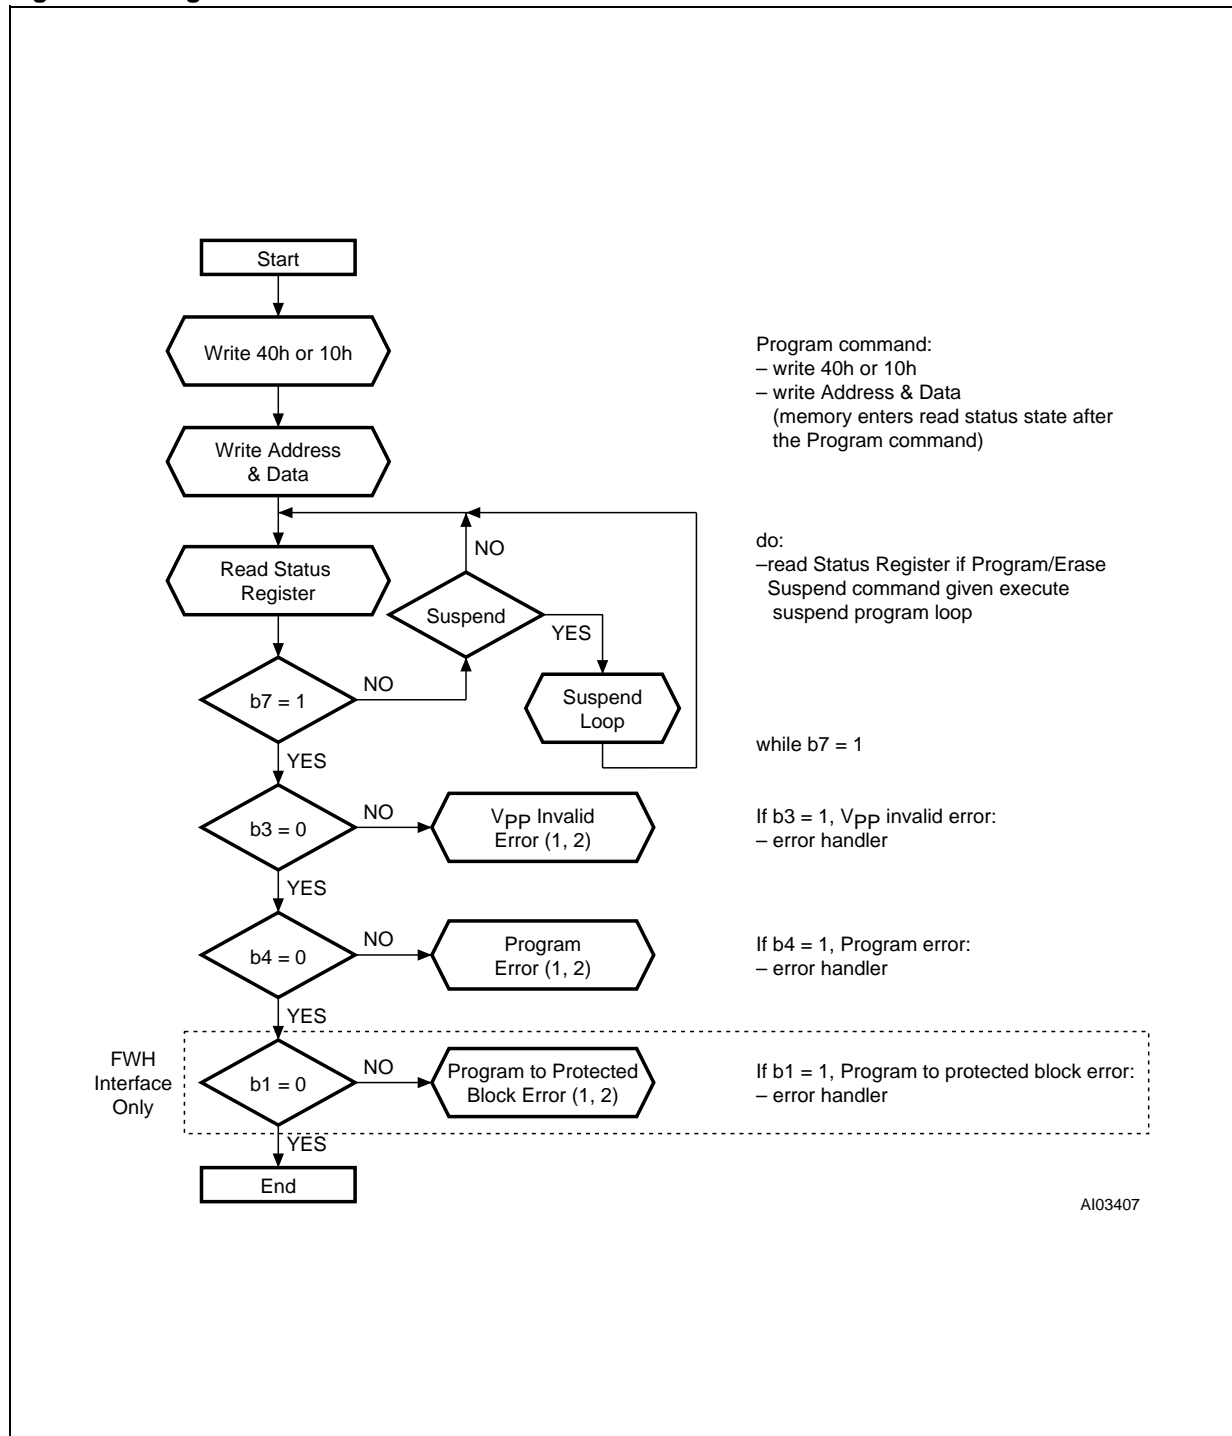 Start
Write 40h or 10h
Program command:
– write 40h or 10h
– write Address & Data
(memory enters read status state after
the Program command)
Write Address
& Data
NO
do:
–read Status Register if Program/Erase
Suspend command given execute
suspend program loop
Read Status
Register
Suspend
YES
NO
b7 = 1
Suspend
Loop
while b7 = 1
YES
NO
b3 = 0
VPP Invalid
Error (1, 2)
If b3 = 1, VPP invalid error:
– error handler
YES
NO
b4 = 0
Program
Error (1, 2)
If b4 = 1, Program error:
– error handler
YES
FWH
Interface
Only
NO
b1 = 0
Program to Protected
Block Error (1, 2)
If b1 = 1, Program to protected block error:
– error handler
YES
End
AI03407